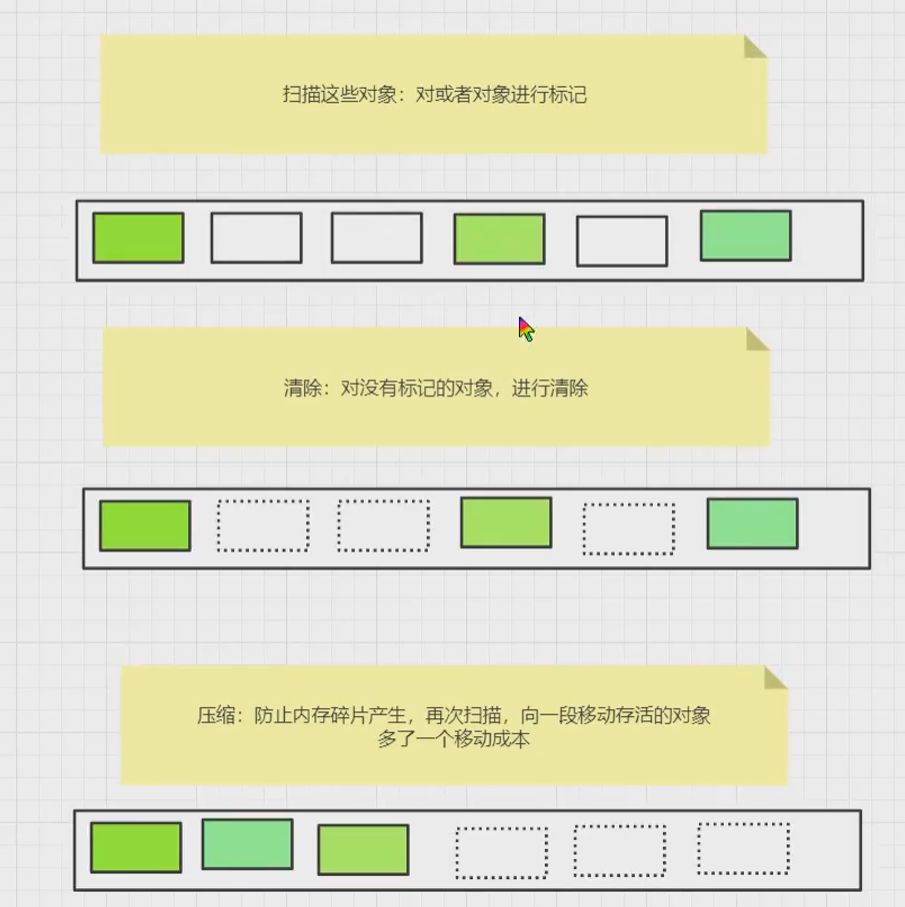 扫描这些对象：对或者对象进行标记
清除：对没有标记的对象，进行清除
压缩：防止内存碎片产生，再次扫描，向一段移动存活的对象
多了一个移动成本